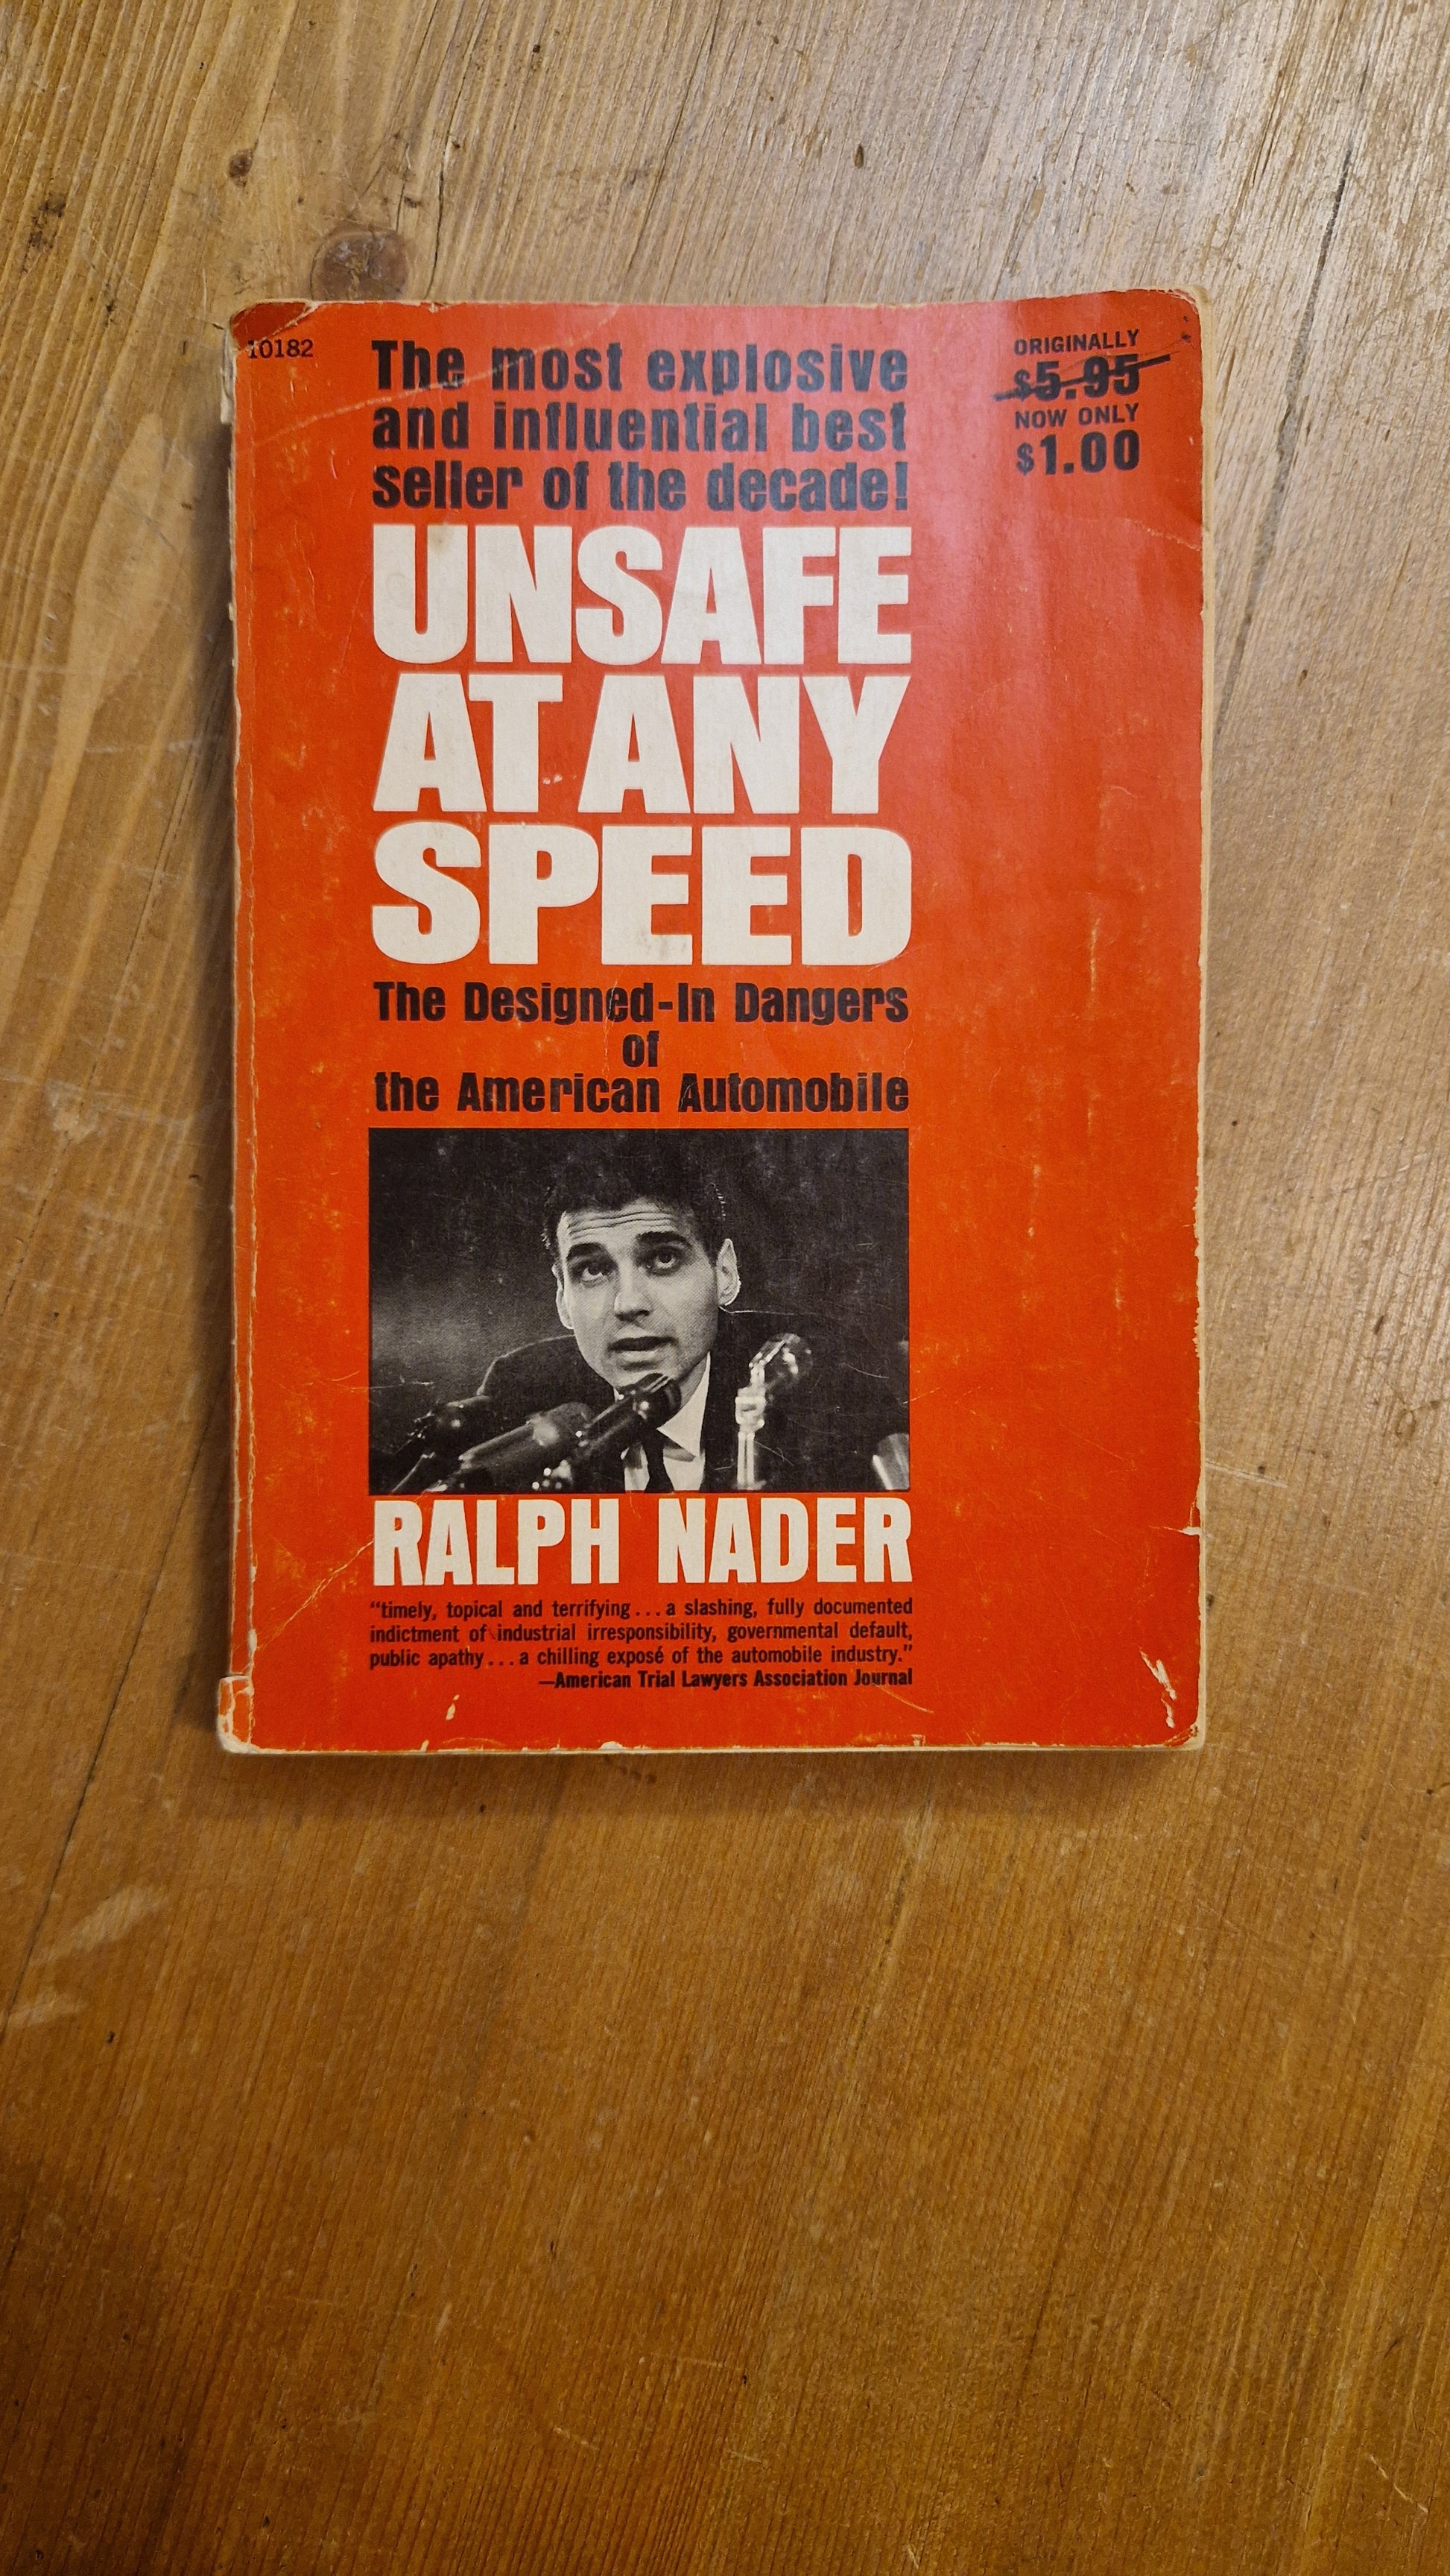 10182
The most explosive
and influential best
seller of the decade!
ORIGINALLY
$5.95
NOW ONLY
$1.00
UNSAFE
AT ANY
SPEED
The Designed-In Dangers
of
the American Automobile
RALPH NADER
“timely, topical and terrifying...a slashing, fully documented
indictment of industrial irresponsibility, governmental default,
public apathy...a chilling exposé of the automobile industry.”
—American Trial Lawyers Association Journal